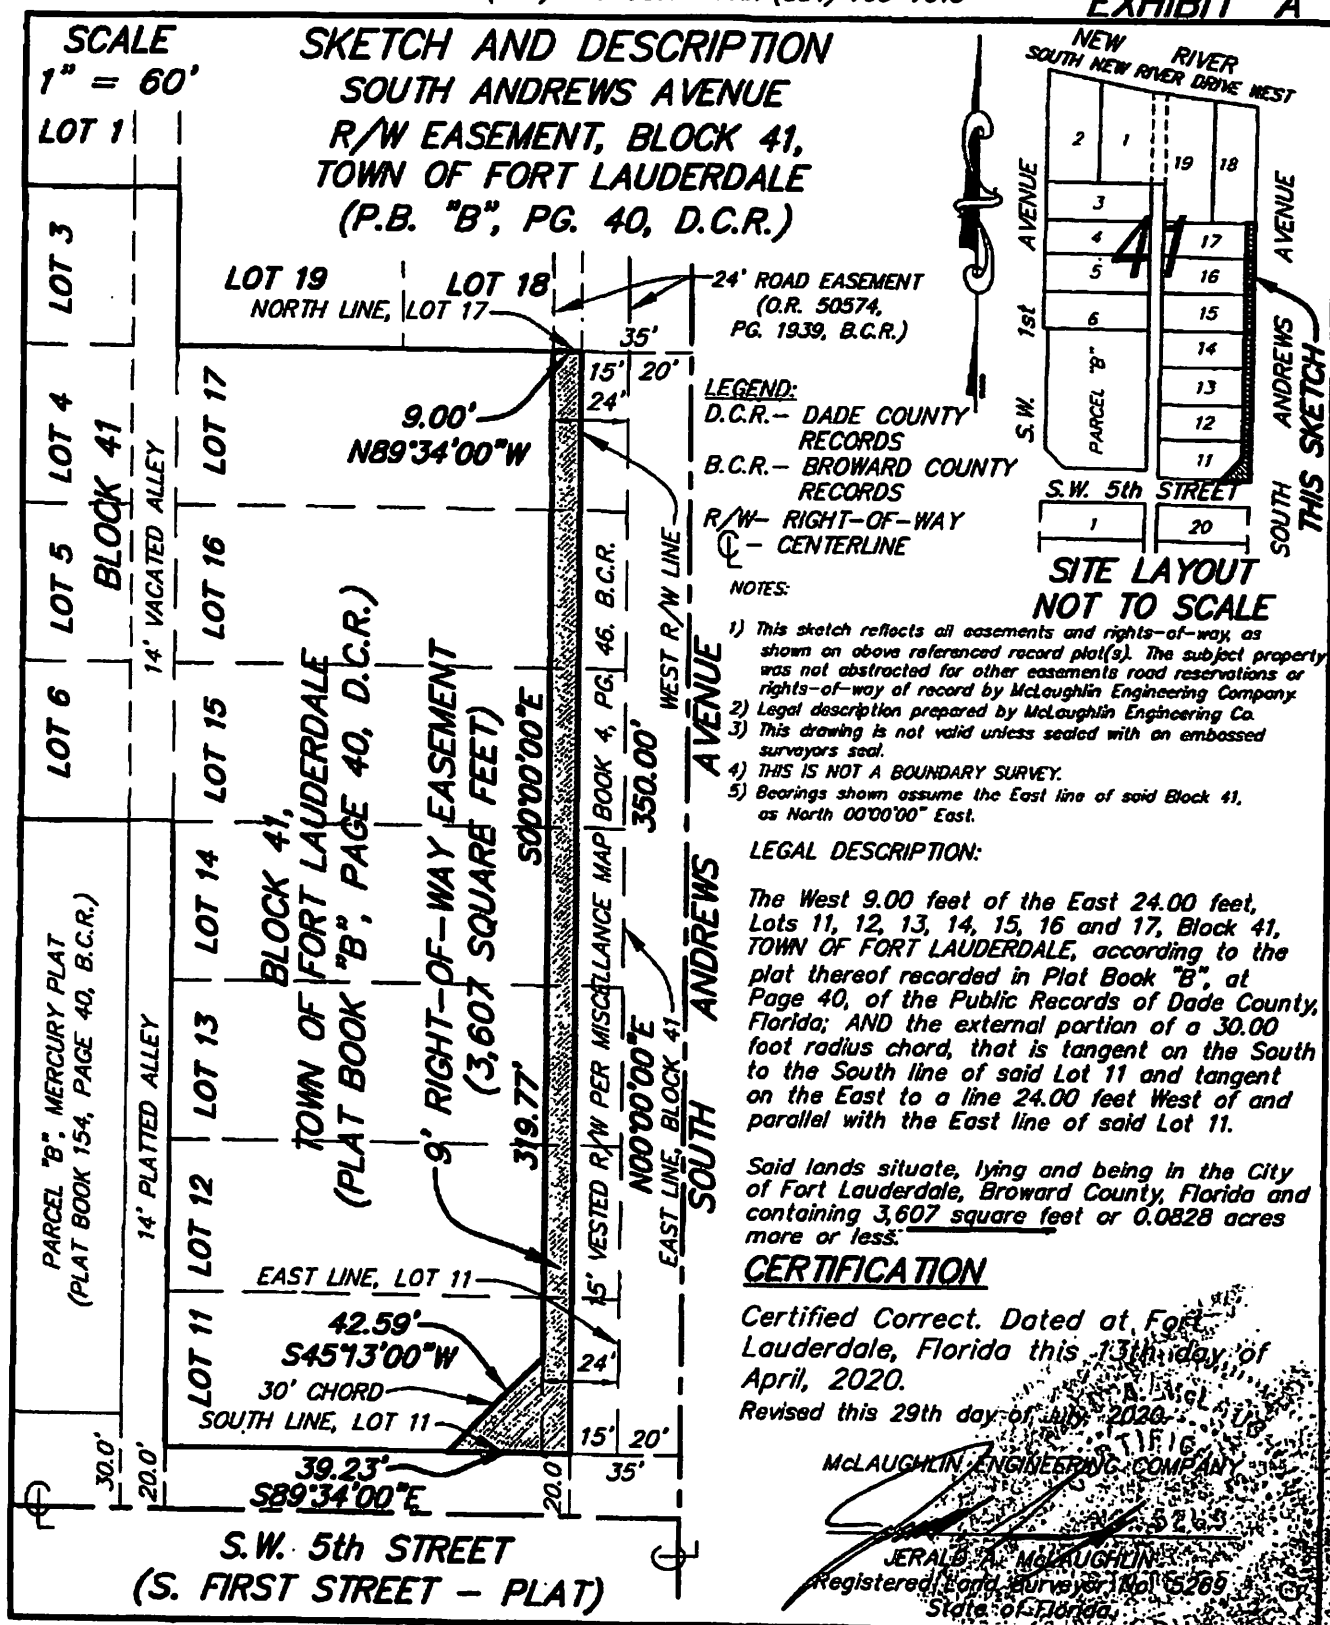 EXHIBIT "A"
SCALE
1" = 60'
SKETCH AND DESCRIPTION
SOUTH ANDREWS AVENUE
R/W EASEMENT, BLOCK 41,
TOWN OF FORT LAUDERDALE
(P.B. "B", PG. 40, D.C.R.)
LOT 1
LOT 3
LOT 4
LOT 5
LOT 6
BLOCK 41
14' VACATED ALLEY
PARCEL "B", MERCURY PLAT
(PLAT BOOK 154, PAGE 40, B.C.R.)
14' PLATTED ALLEY
LOT 19
LOT 18
NORTH LINE, LOT 17
24' ROAD EASEMENT
(O.R. 50574,
PG. 1939, B.C.R.)
35'
15'
20'
24'
9.00'
N89°34'00"W
LOT 17
LOT 16
LOT 15
LOT 14
LOT 13
LOT 12
LOT 11
BLOCK 41,
TOWN OF FORT LAUDERDALE
(PLAT BOOK "B", PAGE 40, D.C.R.)
9' RIGHT-OF-WAY EASEMENT
(3,607 SQUARE FEET)
S00°00'00"E
319.77'
15' VESTED R/W PER MISCELLANCE MAP BOOK 4, PG. 46. B.C.R.
350.00'
N00°00'00"E
WEST R/W LINE
EAST LINE, BLOCK 41
SOUTH ANDREWS AVENUE
EAST LINE, LOT 11
42.59'
S45°13'00"W
30' CHORD
SOUTH LINE, LOT 11
24'
15'
20'
35'
39.23'
S89°34'00"E
30.0'
20.0'
20.0'
S.W. 5th STREET
(S. FIRST STREET - PLAT)
LEGEND:
D.C.R.- DADE COUNTY
RECORDS
B.C.R.- BROWARD COUNTY
RECORDS
R/W- RIGHT-OF-WAY
℄ - CENTERLINE
NEW RIVER
SOUTH NEW RIVER DRIVE WEST
2
1
19
18
3
4
5
6
41
17
16
15
14
13
12
11
PARCEL "B"
S.W. 1st AVENUE
SOUTH ANDREWS AVENUE
THIS SKETCH
S.W. 5th STREET
1
20
SITE LAYOUT
NOT TO SCALE
NOTES:
1) This sketch reflects all easements and rights-of-way, as
shown on above referenced record plat(s). The subject property
was not abstracted for other easements road reservations or
rights-of-way of record by McLaughlin Engineering Company.
2) Legal description prepared by McLaughlin Engineering Co.
3) This drawing is not valid unless sealed with an embossed
surveyors seal.
4) THIS IS NOT A BOUNDARY SURVEY.
5) Bearings shown assume the East line of said Block 41,
as North 00°00'00" East.
LEGAL DESCRIPTION:
The West 9.00 feet of the East 24.00 feet,
Lots 11, 12, 13, 14, 15, 16 and 17, Block 41,
TOWN OF FORT LAUDERDALE, according to the
plat thereof recorded in Plat Book "B", at
Page 40, of the Public Records of Dade County,
Florida; AND the external portion of a 30.00
foot radius chord, that is tangent on the South
to the South line of said Lot 11 and tangent
on the East to a line 24.00 feet West of and
parallel with the East line of said Lot 11.
Said lands situate, lying and being in the City
of Fort Lauderdale, Broward County, Florida and
containing 3,607 square feet or 0.0828 acres
more or less.
CERTIFICATION
Certified Correct. Dated at Fort
Lauderdale, Florida this 13th day of
April, 2020.
Revised this 29th day of July, 2020.
McLAUGHLIN ENGINEERING COMPANY
JERALD A. McLAUGHLIN
Registered Land Surveyor No. 5269
State of Florida.